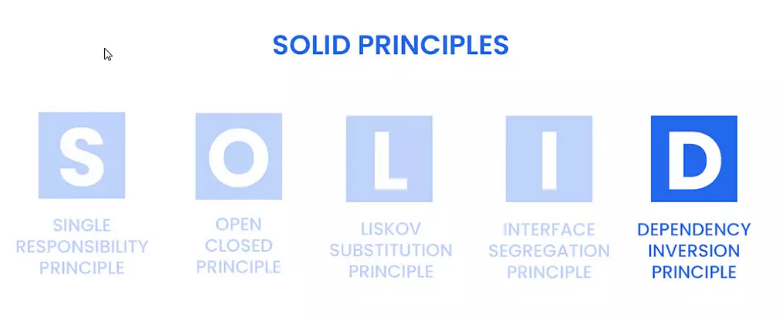 SOLID PRINCIPLES
S
SINGLE
RESPONSIBILITY
PRINCIPLE
O
OPEN
CLOSED
PRINCIPLE
L
LISKOV
SUBSTITUTION
PRINCIPLE
I
INTERFACE
SEGREGATION
PRINCIPLE
D
DEPENDENCY
INVERSION
PRINCIPLE